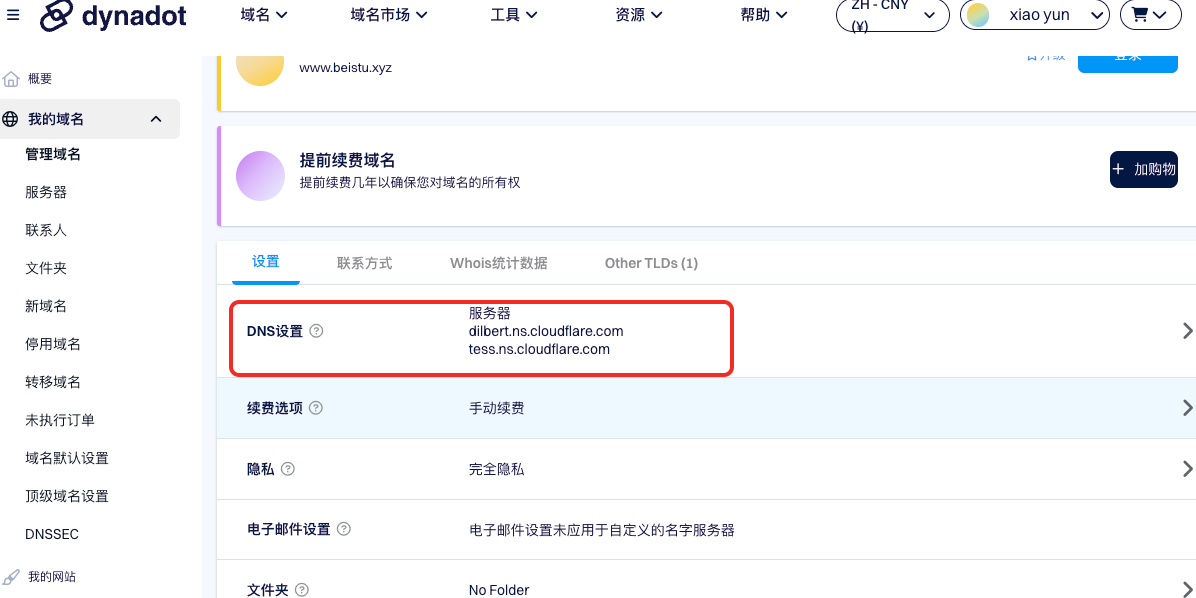 dynadot
域名
域名市场
工具
资源
帮助
ZH - CNY
(¥)
xiao yun
概要
我的域名
管理域名
服务器
联系人
文件夹
新域名
停用域名
转移域名
未执行订单
域名默认设置
顶级域名设置
DNSSEC
我的网站
www.beistu.xyz
登录
提前续费域名
提前续费几年以确保您对域名的所有权
+ 加购物
设置
联系方式
Whois统计数据
Other TLDs (1)
DNS设置 ?
服务器
dilbert.ns.cloudflare.com
tess.ns.cloudflare.com
续费选项 ?
手动续费
隐私 ?
完全隐私
电子邮件设置 ?
电子邮件设置未应用于自定义的名字服务器
文件夹 ?
No Folder